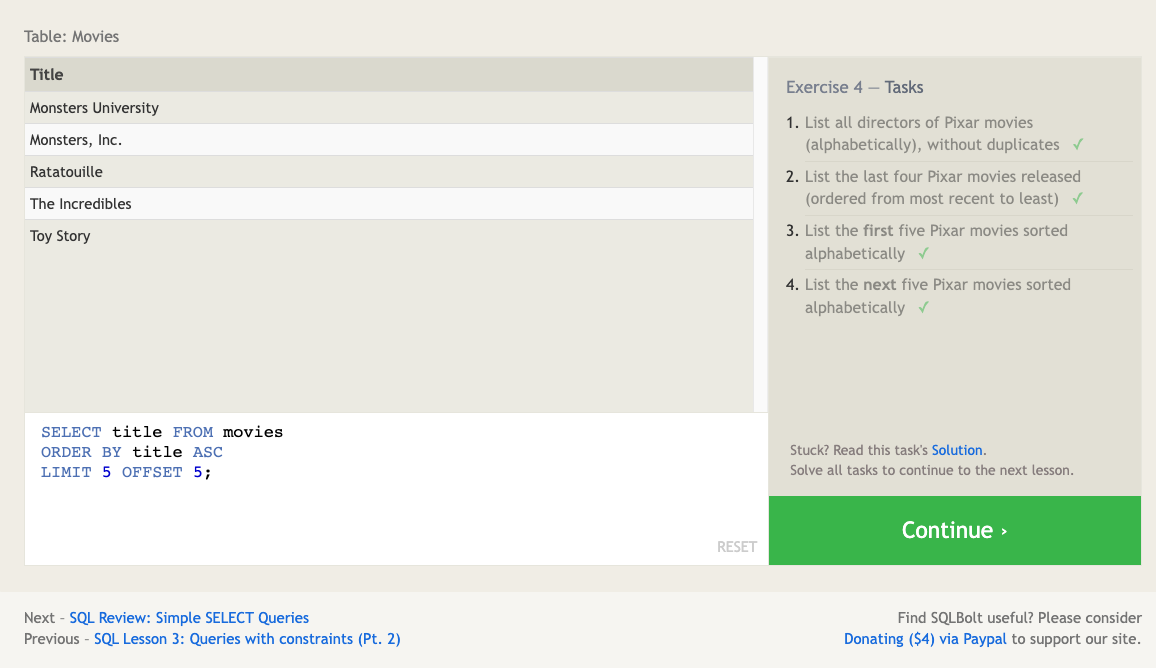 Table: Movies
Title
Monsters University
Monsters, Inc.
Ratatouille
The Incredibles
Toy Story
SELECT title FROM movies
ORDER BY title ASC
LIMIT 5 OFFSET 5;
RESET
Exercise 4 — Tasks
1. List all directors of Pixar movies
(alphabetically), without duplicates ✓
2. List the last four Pixar movies released
(ordered from most recent to least) ✓
3. List the first five Pixar movies sorted
alphabetically ✓
4. List the next five Pixar movies sorted
alphabetically ✓
Stuck? Read this task's Solution.
Solve all tasks to continue to the next lesson.
Continue ›
Next – SQL Review: Simple SELECT Queries
Previous – SQL Lesson 3: Queries with constraints (Pt. 2)
Find SQLBolt useful? Please consider
Donating ($4) via Paypal to support our site.